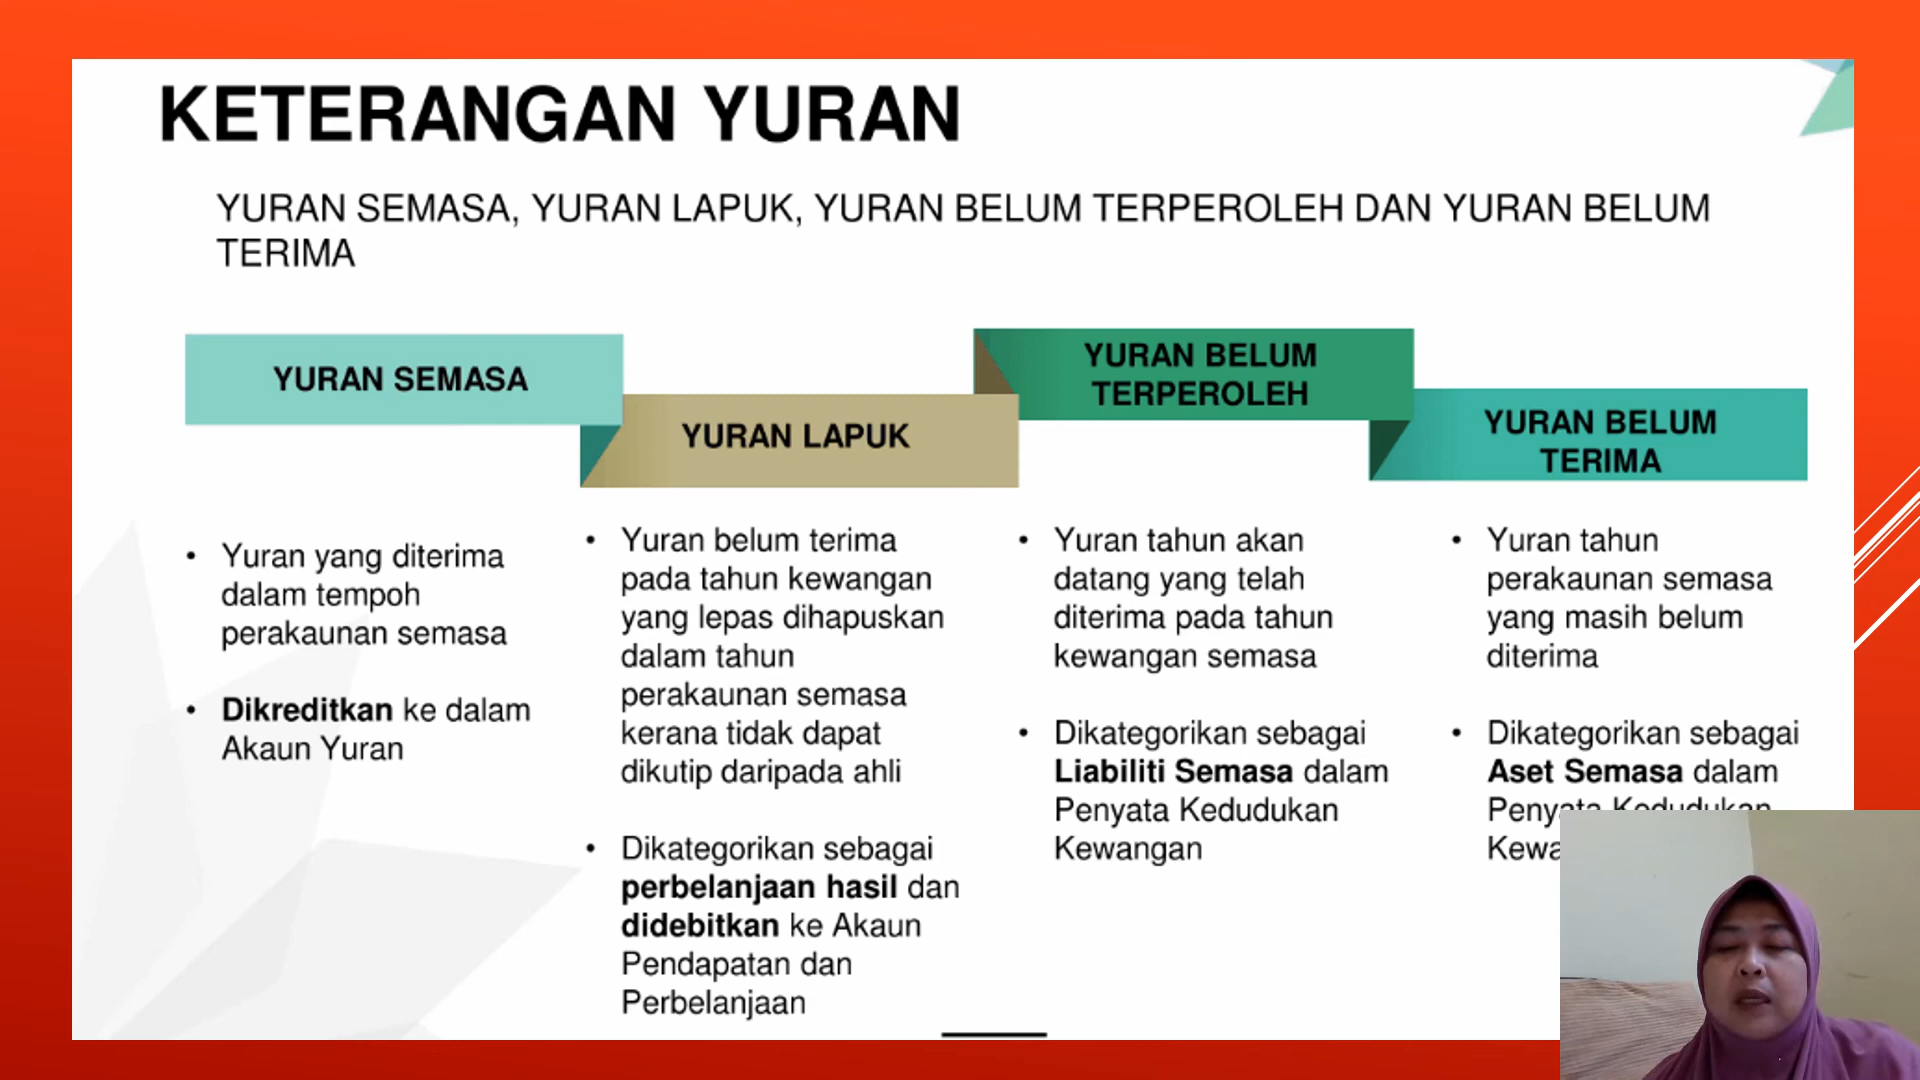 KETERANGAN YURAN
YURAN SEMASA, YURAN LAPUK, YURAN BELUM TERPEROLEH DAN YURAN BELUM
TERIMA
YURAN SEMASA
Yuran yang diterima
dalam tempoh
perakaunan semasa
Dikreditkan ke dalam
Akaun Yuran
YURAN LAPUK
Yuran belum terima
pada tahun kewangan
yang lepas dihapuskan
dalam tahun
perakaunan semasa
kerana tidak dapat
dikutip daripada ahli
Dikategorikan sebagai
perbelanjaan hasil dan
didebitkan ke Akaun
Pendapatan dan
Perbelanjaan
YURAN BELUM
TERPEROLEH
Yuran tahun akan
datang yang telah
diterima pada tahun
kewangan semasa
Dikategorikan sebagai
Liabiliti Semasa dalam
Penyata Kedudukan
Kewangan
YURAN BELUM
TERIMA
Yuran tahun
perakaunan semasa
yang masih belum
diterima
Dikategorikan sebagai
Aset Semasa dalam
Penyata Kedudukan